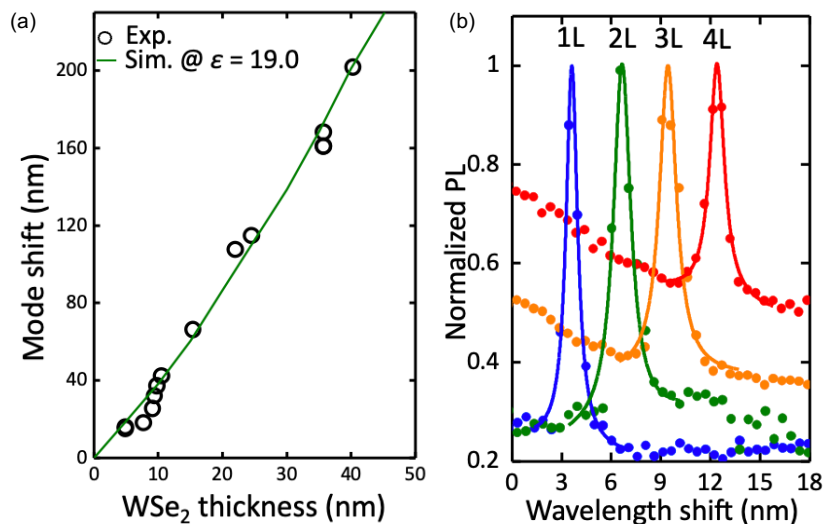 (a)
Exp.
Sim. @ ε = 19.0
200
160
120
80
40
0
Mode shift (nm)
0 10 20 30 40 50
WSe₂ thickness (nm)
(b)
1L 2L 3L 4L
1
0.8
0.6
0.4
0.2
Normalized PL
0 3 6 9 12 15 18
Wavelength shift (nm)